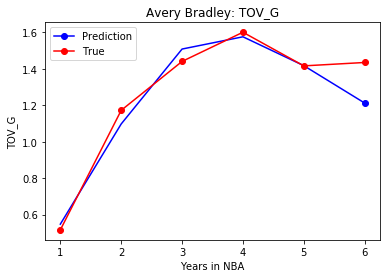 Avery Bradley: TOV_G
Prediction
True
TOV_G
1.6
1.4
1.2
1.0
0.8
0.6
1 2 3 4 5 6
Years in NBA